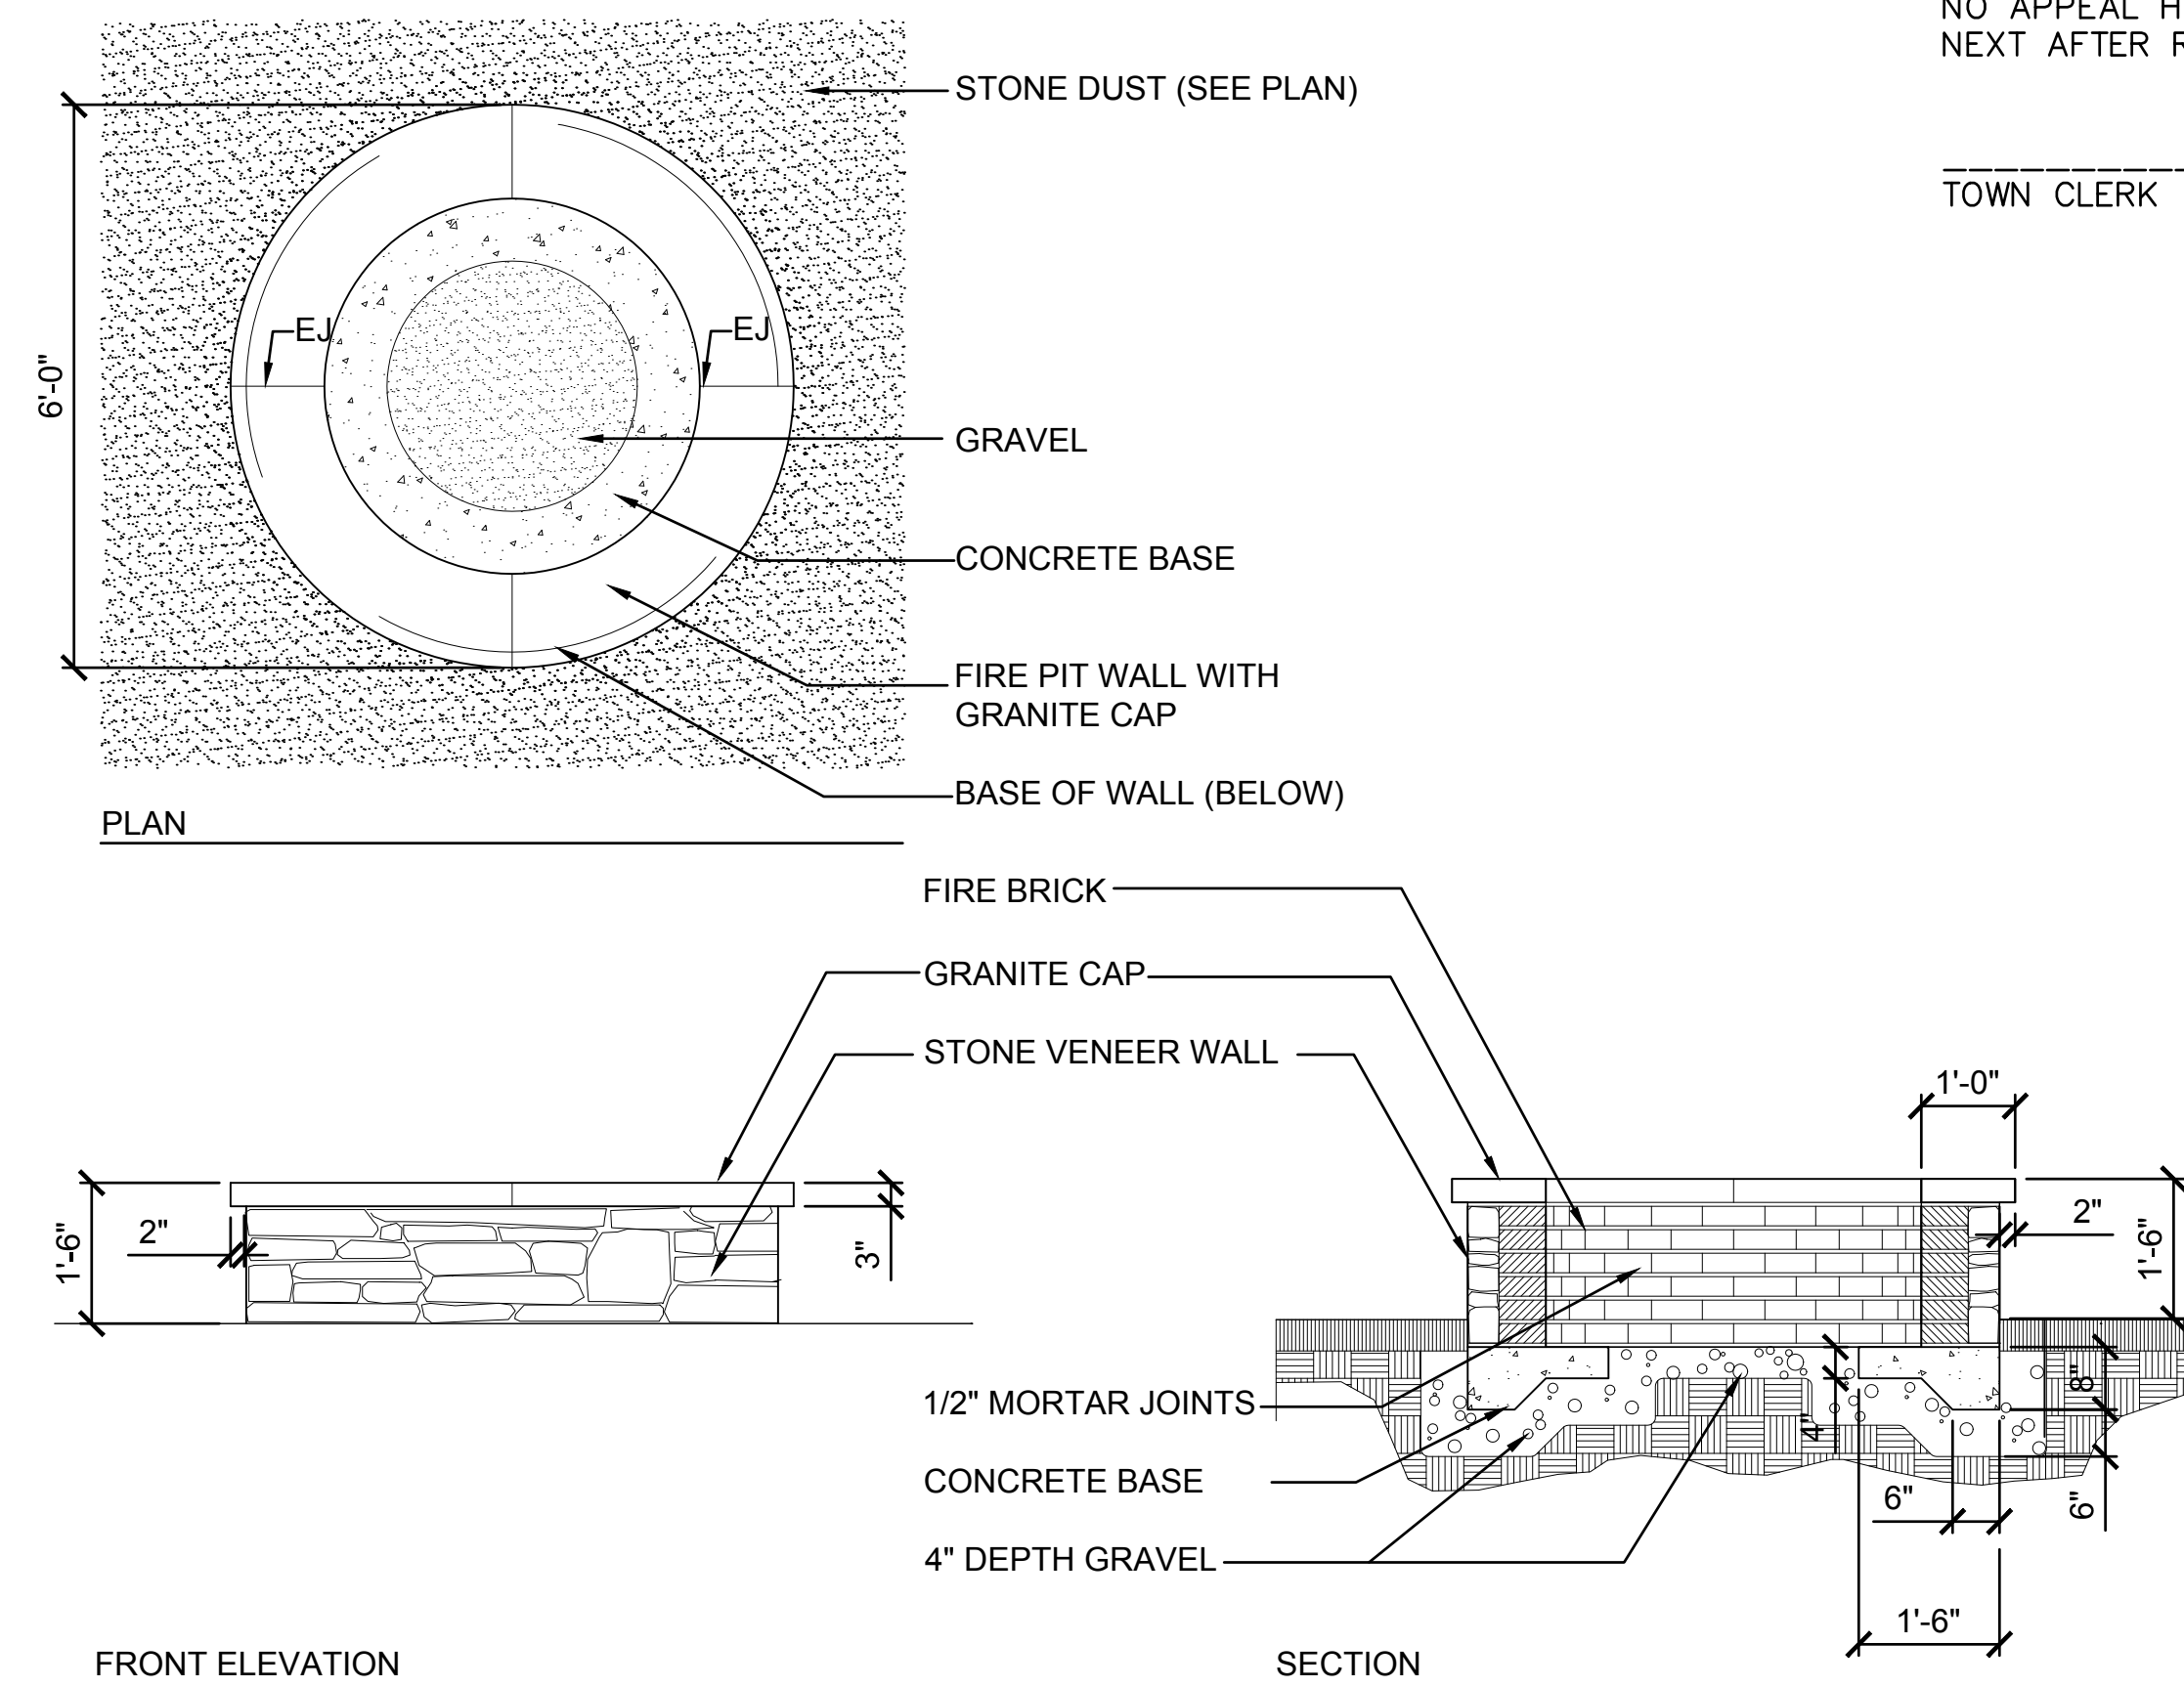 NO APPEAL H
NEXT AFTER R
TOWN CLERK
STONE DUST (SEE PLAN)
EJ
EJ
6'-0"
GRAVEL
CONCRETE BASE
FIRE PIT WALL WITH
GRANITE CAP
BASE OF WALL (BELOW)
PLAN
FIRE BRICK
GRANITE CAP
STONE VENEER WALL
1'-0"
1'-6"
2"
3"
2"
1'-6"
1/2" MORTAR JOINTS
8"
4"
CONCRETE BASE
6"
6"
4" DEPTH GRAVEL
1'-6"
FRONT ELEVATION
SECTION